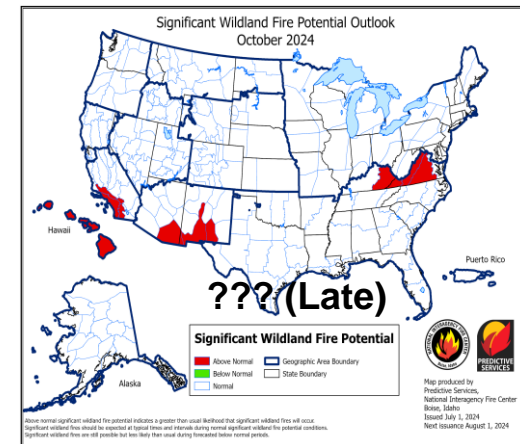 Significant Wildland Fire Potential Outlook
October 2024
Hawaii
Puerto Rico
??? (Late)
Significant Wildland Fire Potential
Above Normal
Below Normal
Normal
Geographic Area Boundary
State Boundary
Alaska
PREDICTIVE
SERVICES
Map produced by
Predictive Services,
National Interagency Fire Center
Boise, Idaho
Issued July 1, 2024
Next issuance August 1, 2024
Above normal significant wildland fire potential indicates a greater than usual likelihood that significant wildland fires will occur.
Significant wildland fires should be expected at typical times and intervals during normal significant wildland fire potential conditions.
Significant wildland fires are still possible but less likely than usual during forecasted below normal periods.